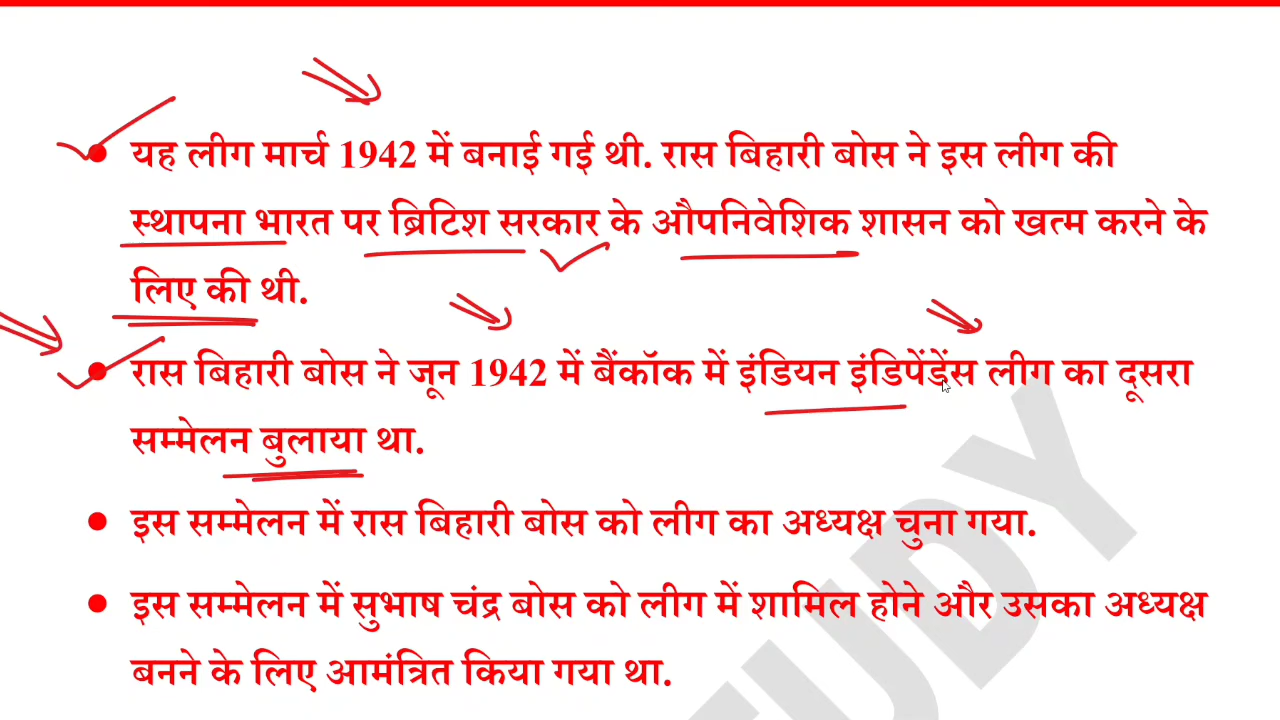 यह लीग मार्च 1942 में बनाई गई थी. रास बिहारी बोस ने इस लीग की
स्थापना भारत पर ब्रिटिश सरकार के औपनिवेशिक शासन को खत्म करने के
लिए की थी.
रास बिहारी बोस ने जून 1942 में बैंकॉक में इंडियन इंडिपेंडेंस लीग का दूसरा
सम्मेलन बुलाया था.
इस सम्मेलन में रास बिहारी बोस को लीग का अध्यक्ष चुना गया.
इस सम्मेलन में सुभाष चंद्र बोस को लीग में शामिल होने और उसका अध्यक्ष
बनने के लिए आमंत्रित किया गया था.
UDY